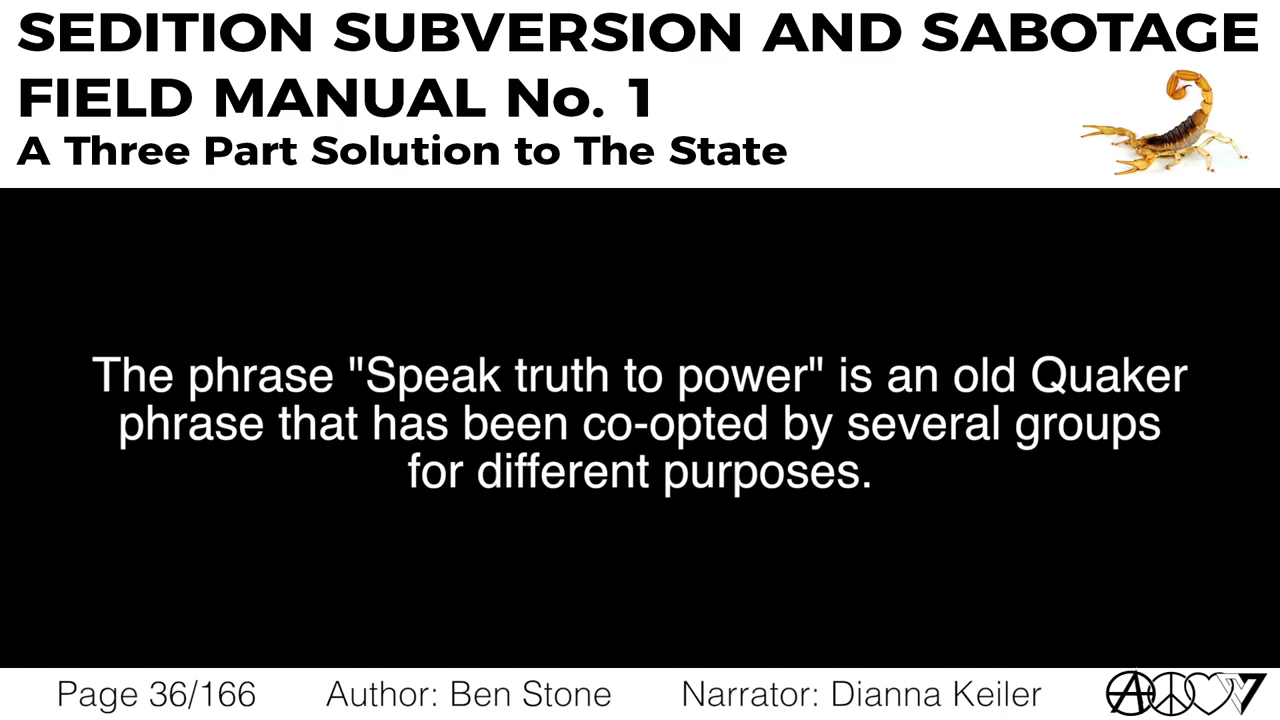 SEDITION SUBVERSION AND SABOTAGE
FIELD MANUAL No. 1
A Three Part Solution to The State
The phrase "Speak truth to power" is an old Quaker
phrase that has been co-opted by several groups
for different purposes.
Page 36/166 Author: Ben Stone Narrator: Dianna Keiler